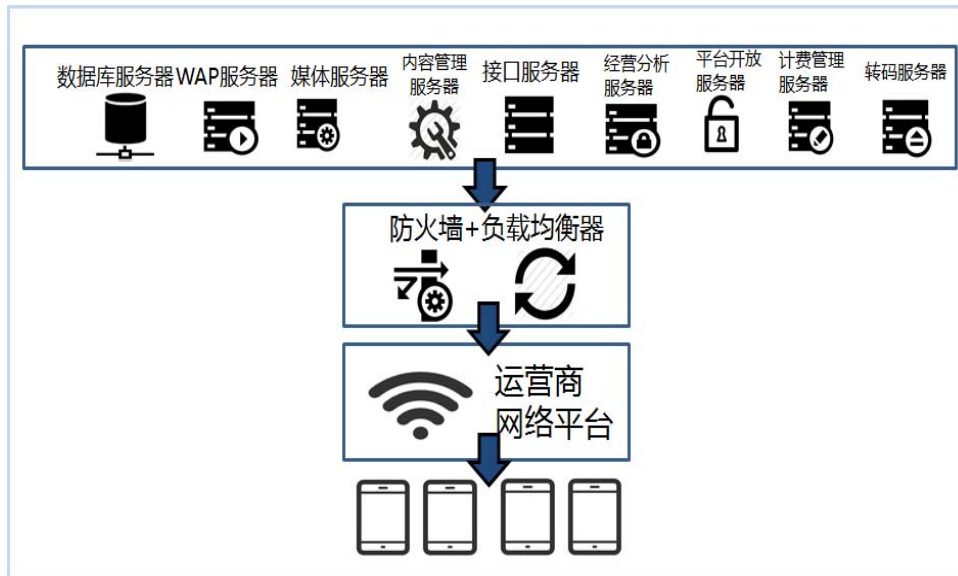 数据库服务器
WAP服务器
媒体服务器
内容管理
服务器
接口服务器
经营分析
服务器
平台开放
服务器
计费管理
服务器
转码服务器
防火墙+负载均衡器
运营商
网络平台